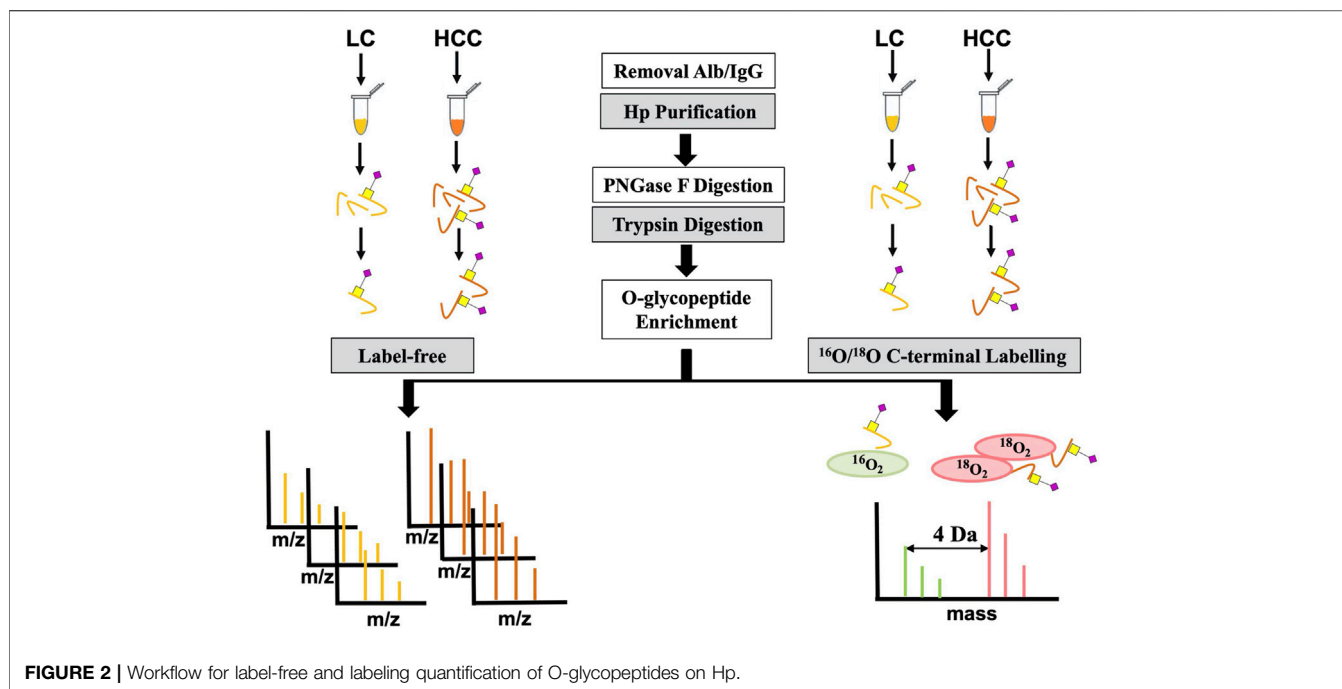 LC HCC
LC HCC
Removal Alb/IgG
Hp Purification
PNGase F Digestion
Trypsin Digestion
O-glycopeptide
Enrichment
Label-free
¹⁶O/¹⁸O C-terminal Labelling
m/z
m/z
m/z
m/z
m/z
m/z
¹⁶O₂
¹⁸O₂
¹⁸O₂
4 Da
mass
FIGURE 2 | Workflow for label-free and labeling quantification of O-glycopeptides on Hp.